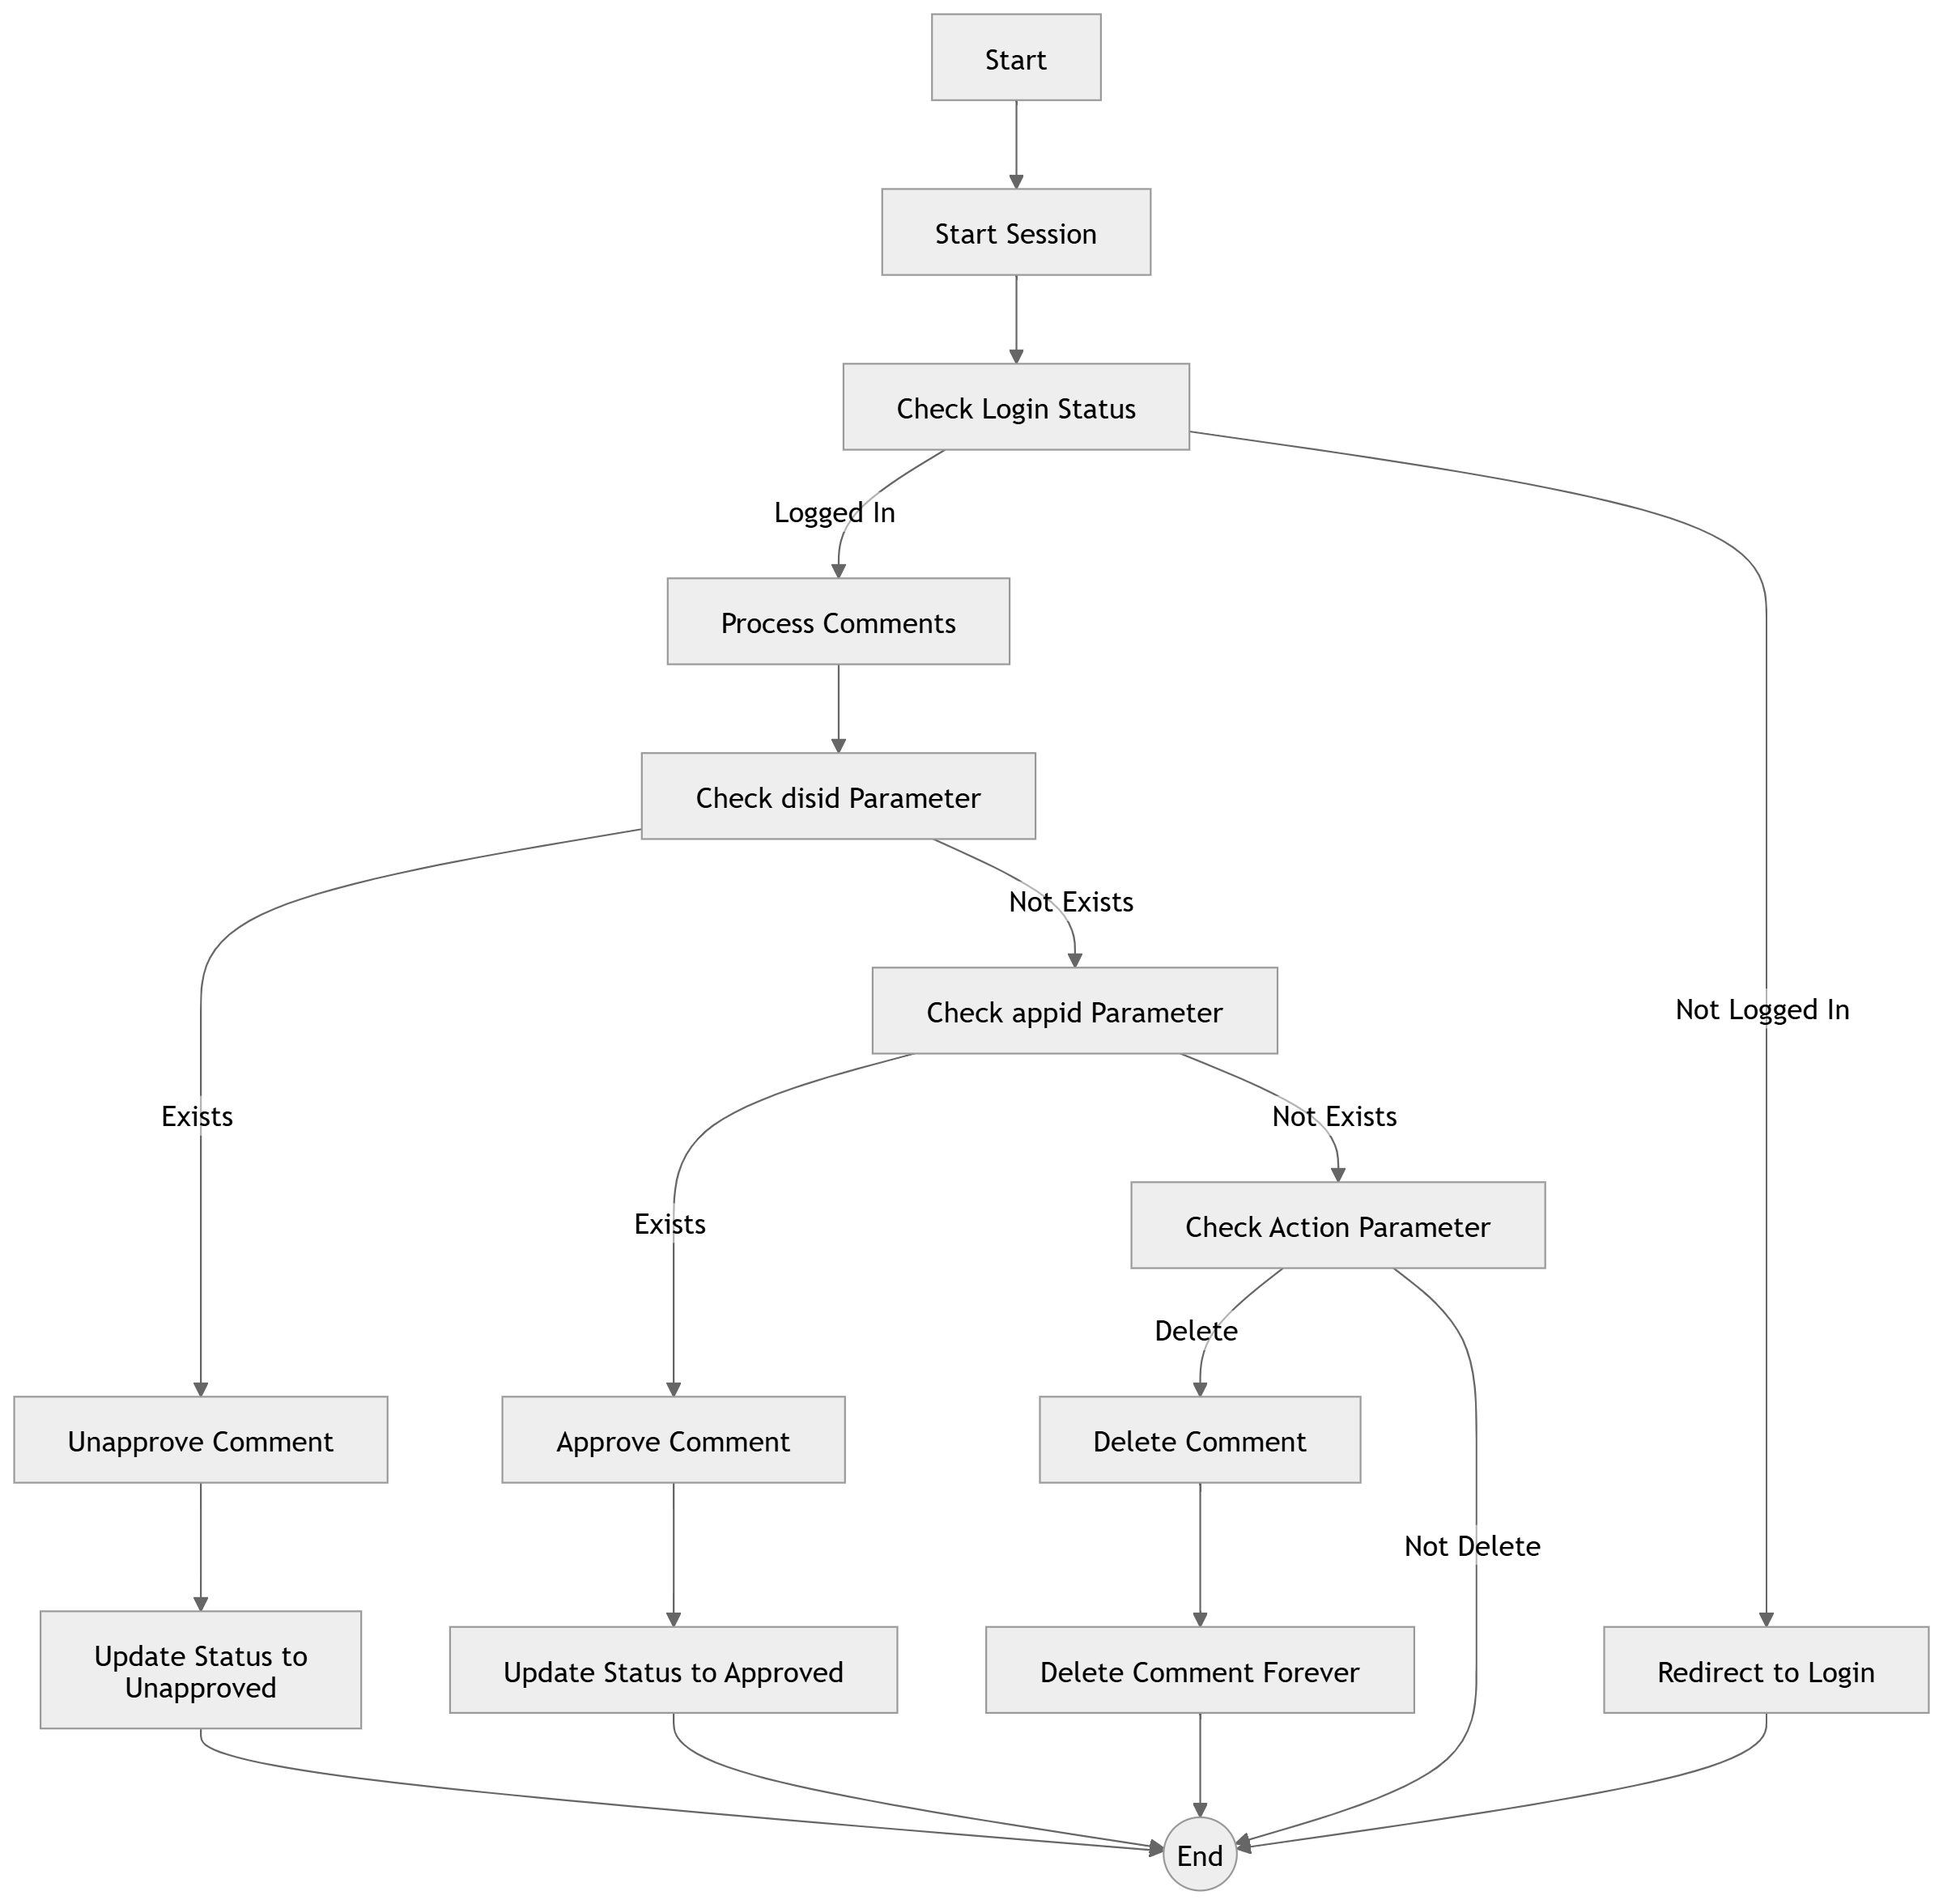 Start
Start Session
Check Login Status
Logged In
Process Comments
Check disid Parameter
Not Exists
Check appid Parameter
Not Logged In
Exists
Not Exists
Exists
Check Action Parameter
Delete
Unapprove Comment
Approve Comment
Delete Comment
Not Delete
Update Status to
Unapproved
Update Status to Approved
Delete Comment Forever
Redirect to Login
End